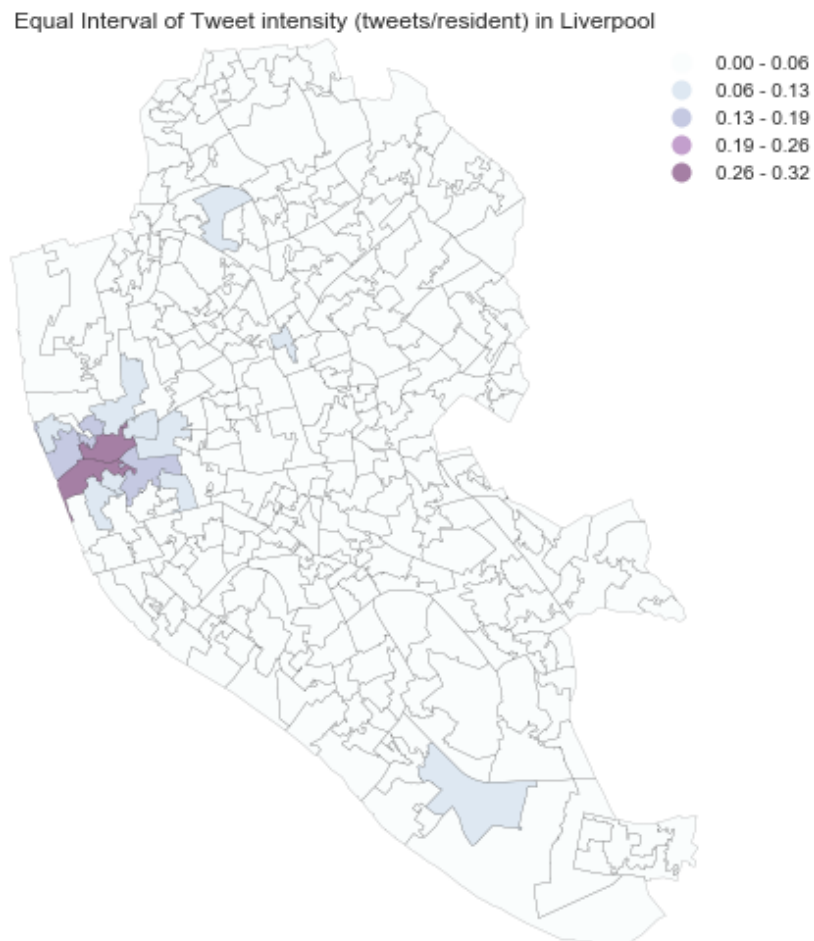 Equal Interval of Tweet intensity (tweets/resident) in Liverpool
0.00 - 0.06
0.06 - 0.13
0.13 - 0.19
0.19 - 0.26
0.26 - 0.32